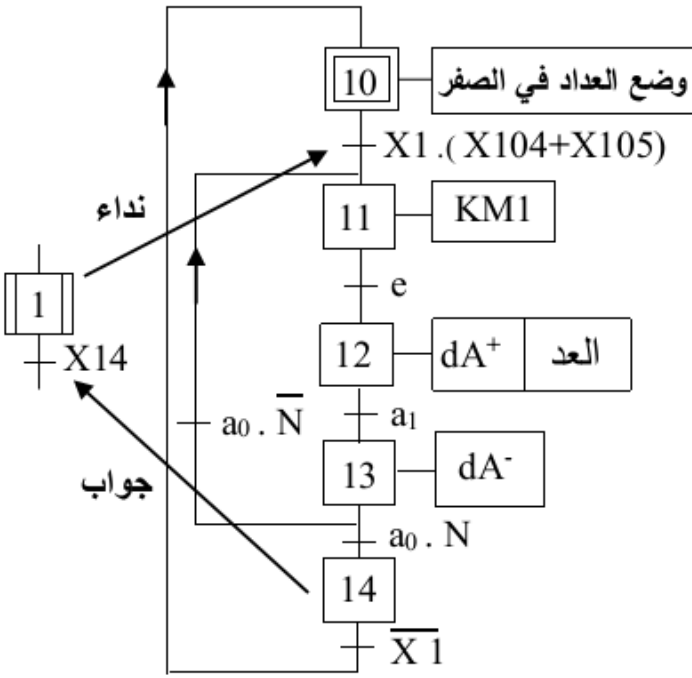 10 وضع العداد في الصفر
X1 .( X104+X105)
نداء
11 KM1
e
1
X14
12 dA⁺ العد
a₀ . N̅
a₁
13 dA⁻
جواب
a₀ . N
14
X̅ ̅1̅